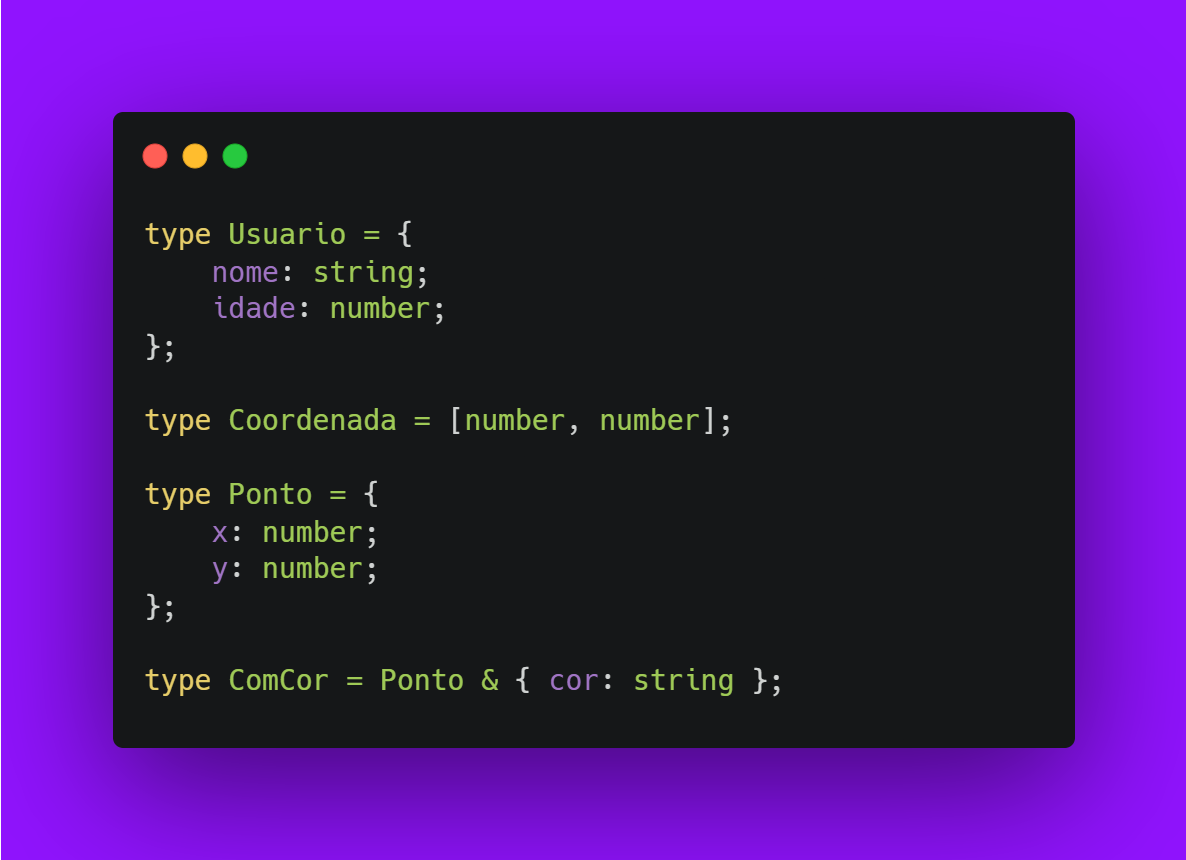 type Usuario = {
    nome: string;
    idade: number;
};

type Coordenada = [number, number];

type Ponto = {
    x: number;
    y: number;
};

type ComCor = Ponto & { cor: string };